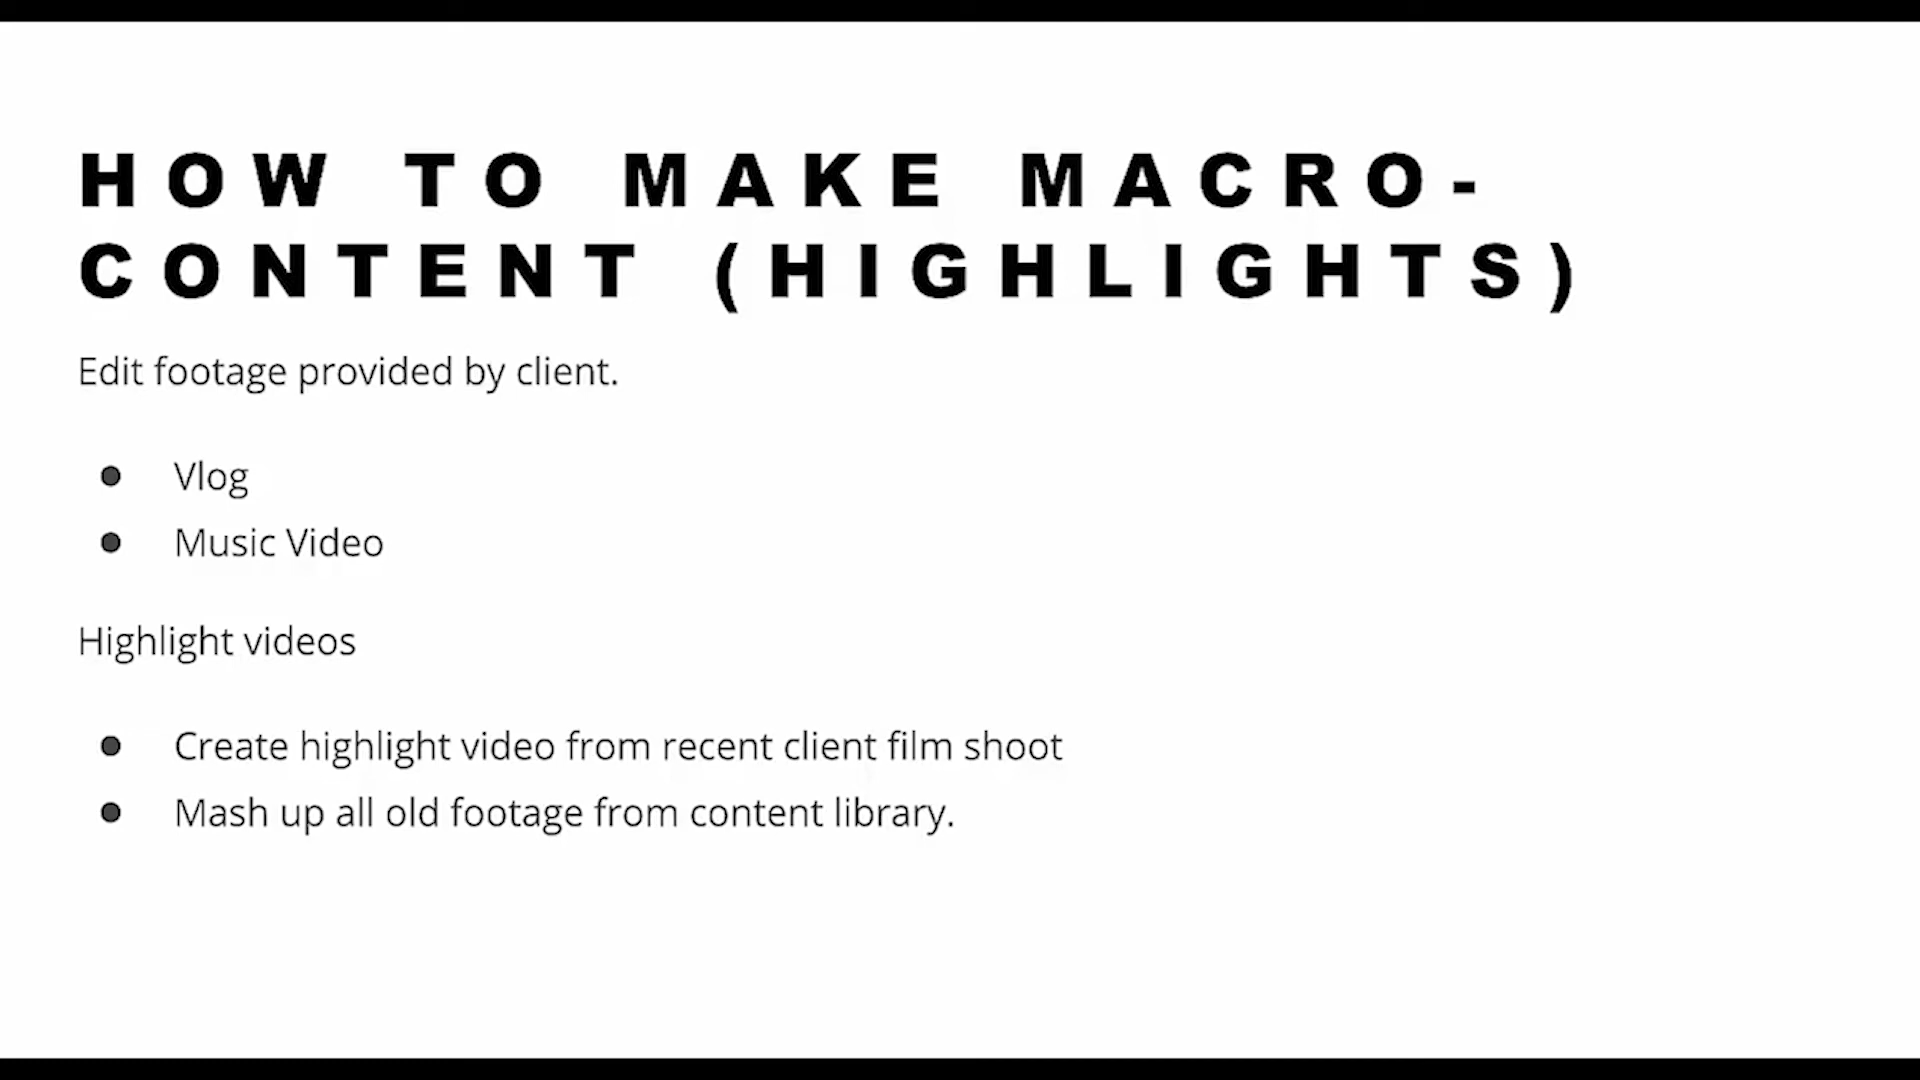 HOW TO MAKE MACRO-
CONTENT (HIGHLIGHTS)
Edit footage provided by client.
● Vlog
● Music Video
Highlight videos
● Create highlight video from recent client film shoot
● Mash up all old footage from content library.